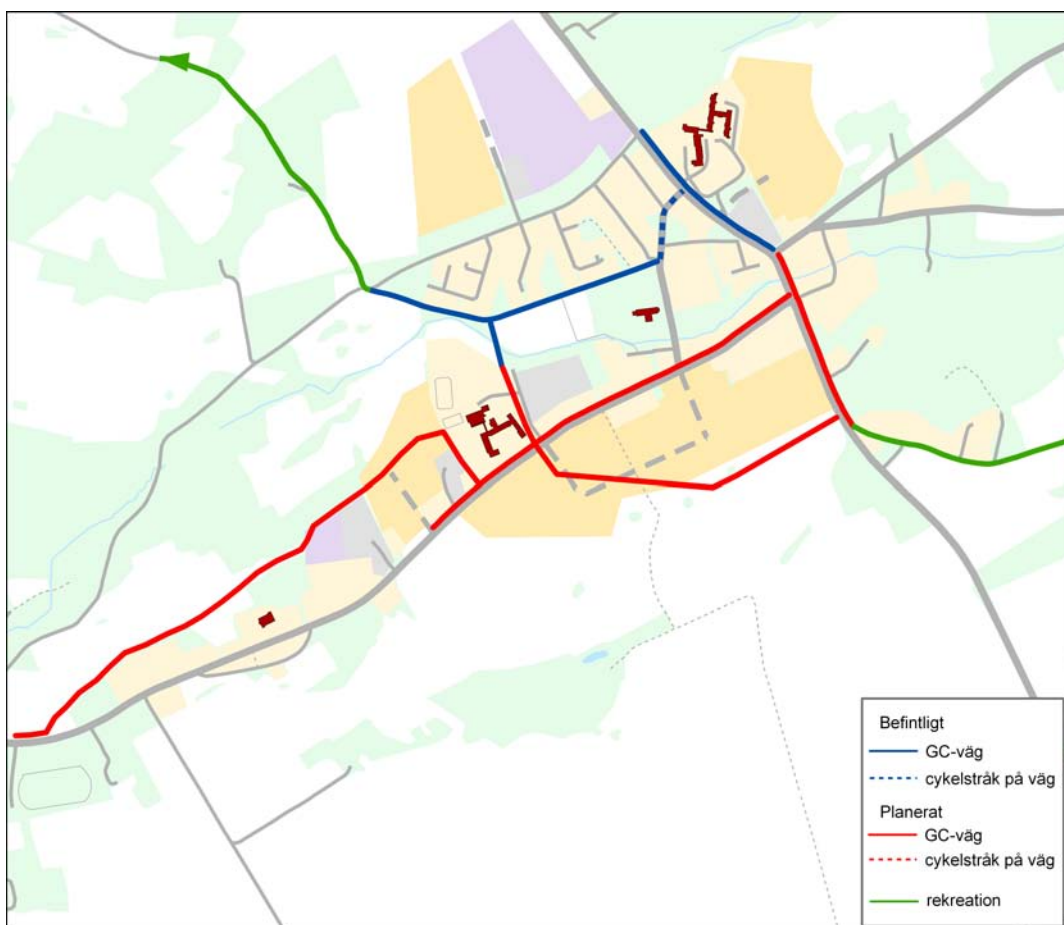 Befintligt
GC-väg
cykelstråk på väg
Planerat
GC-väg
cykelstråk på väg
rekreation